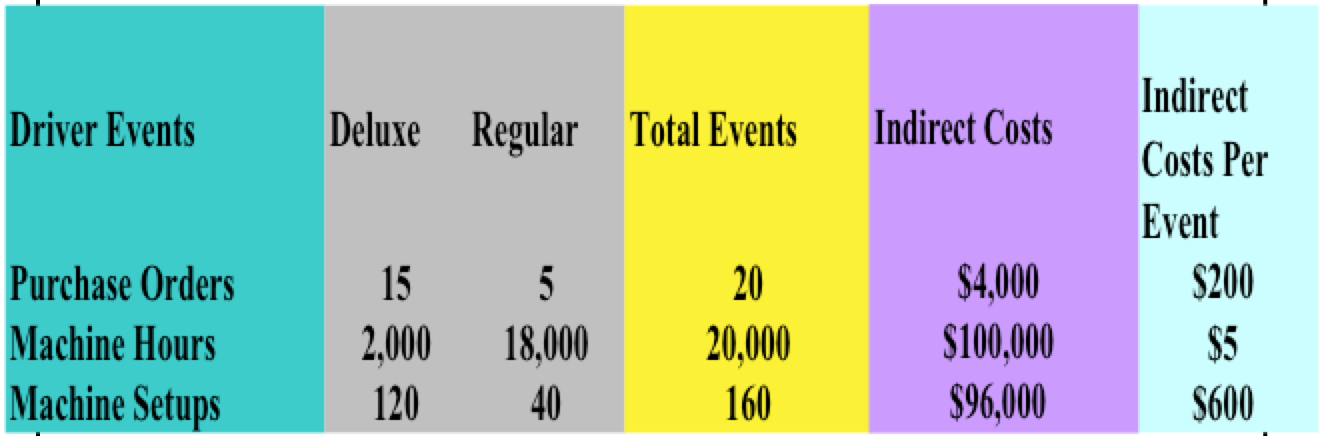 Driver Events Deluxe Regular Total Events Indirect Costs Indirect Costs Per Event
Purchase Orders 15 5 20 $4,000 $200
Machine Hours 2,000 18,000 20,000 $100,000 $5
Machine Setups 120 40 160 $96,000 $600